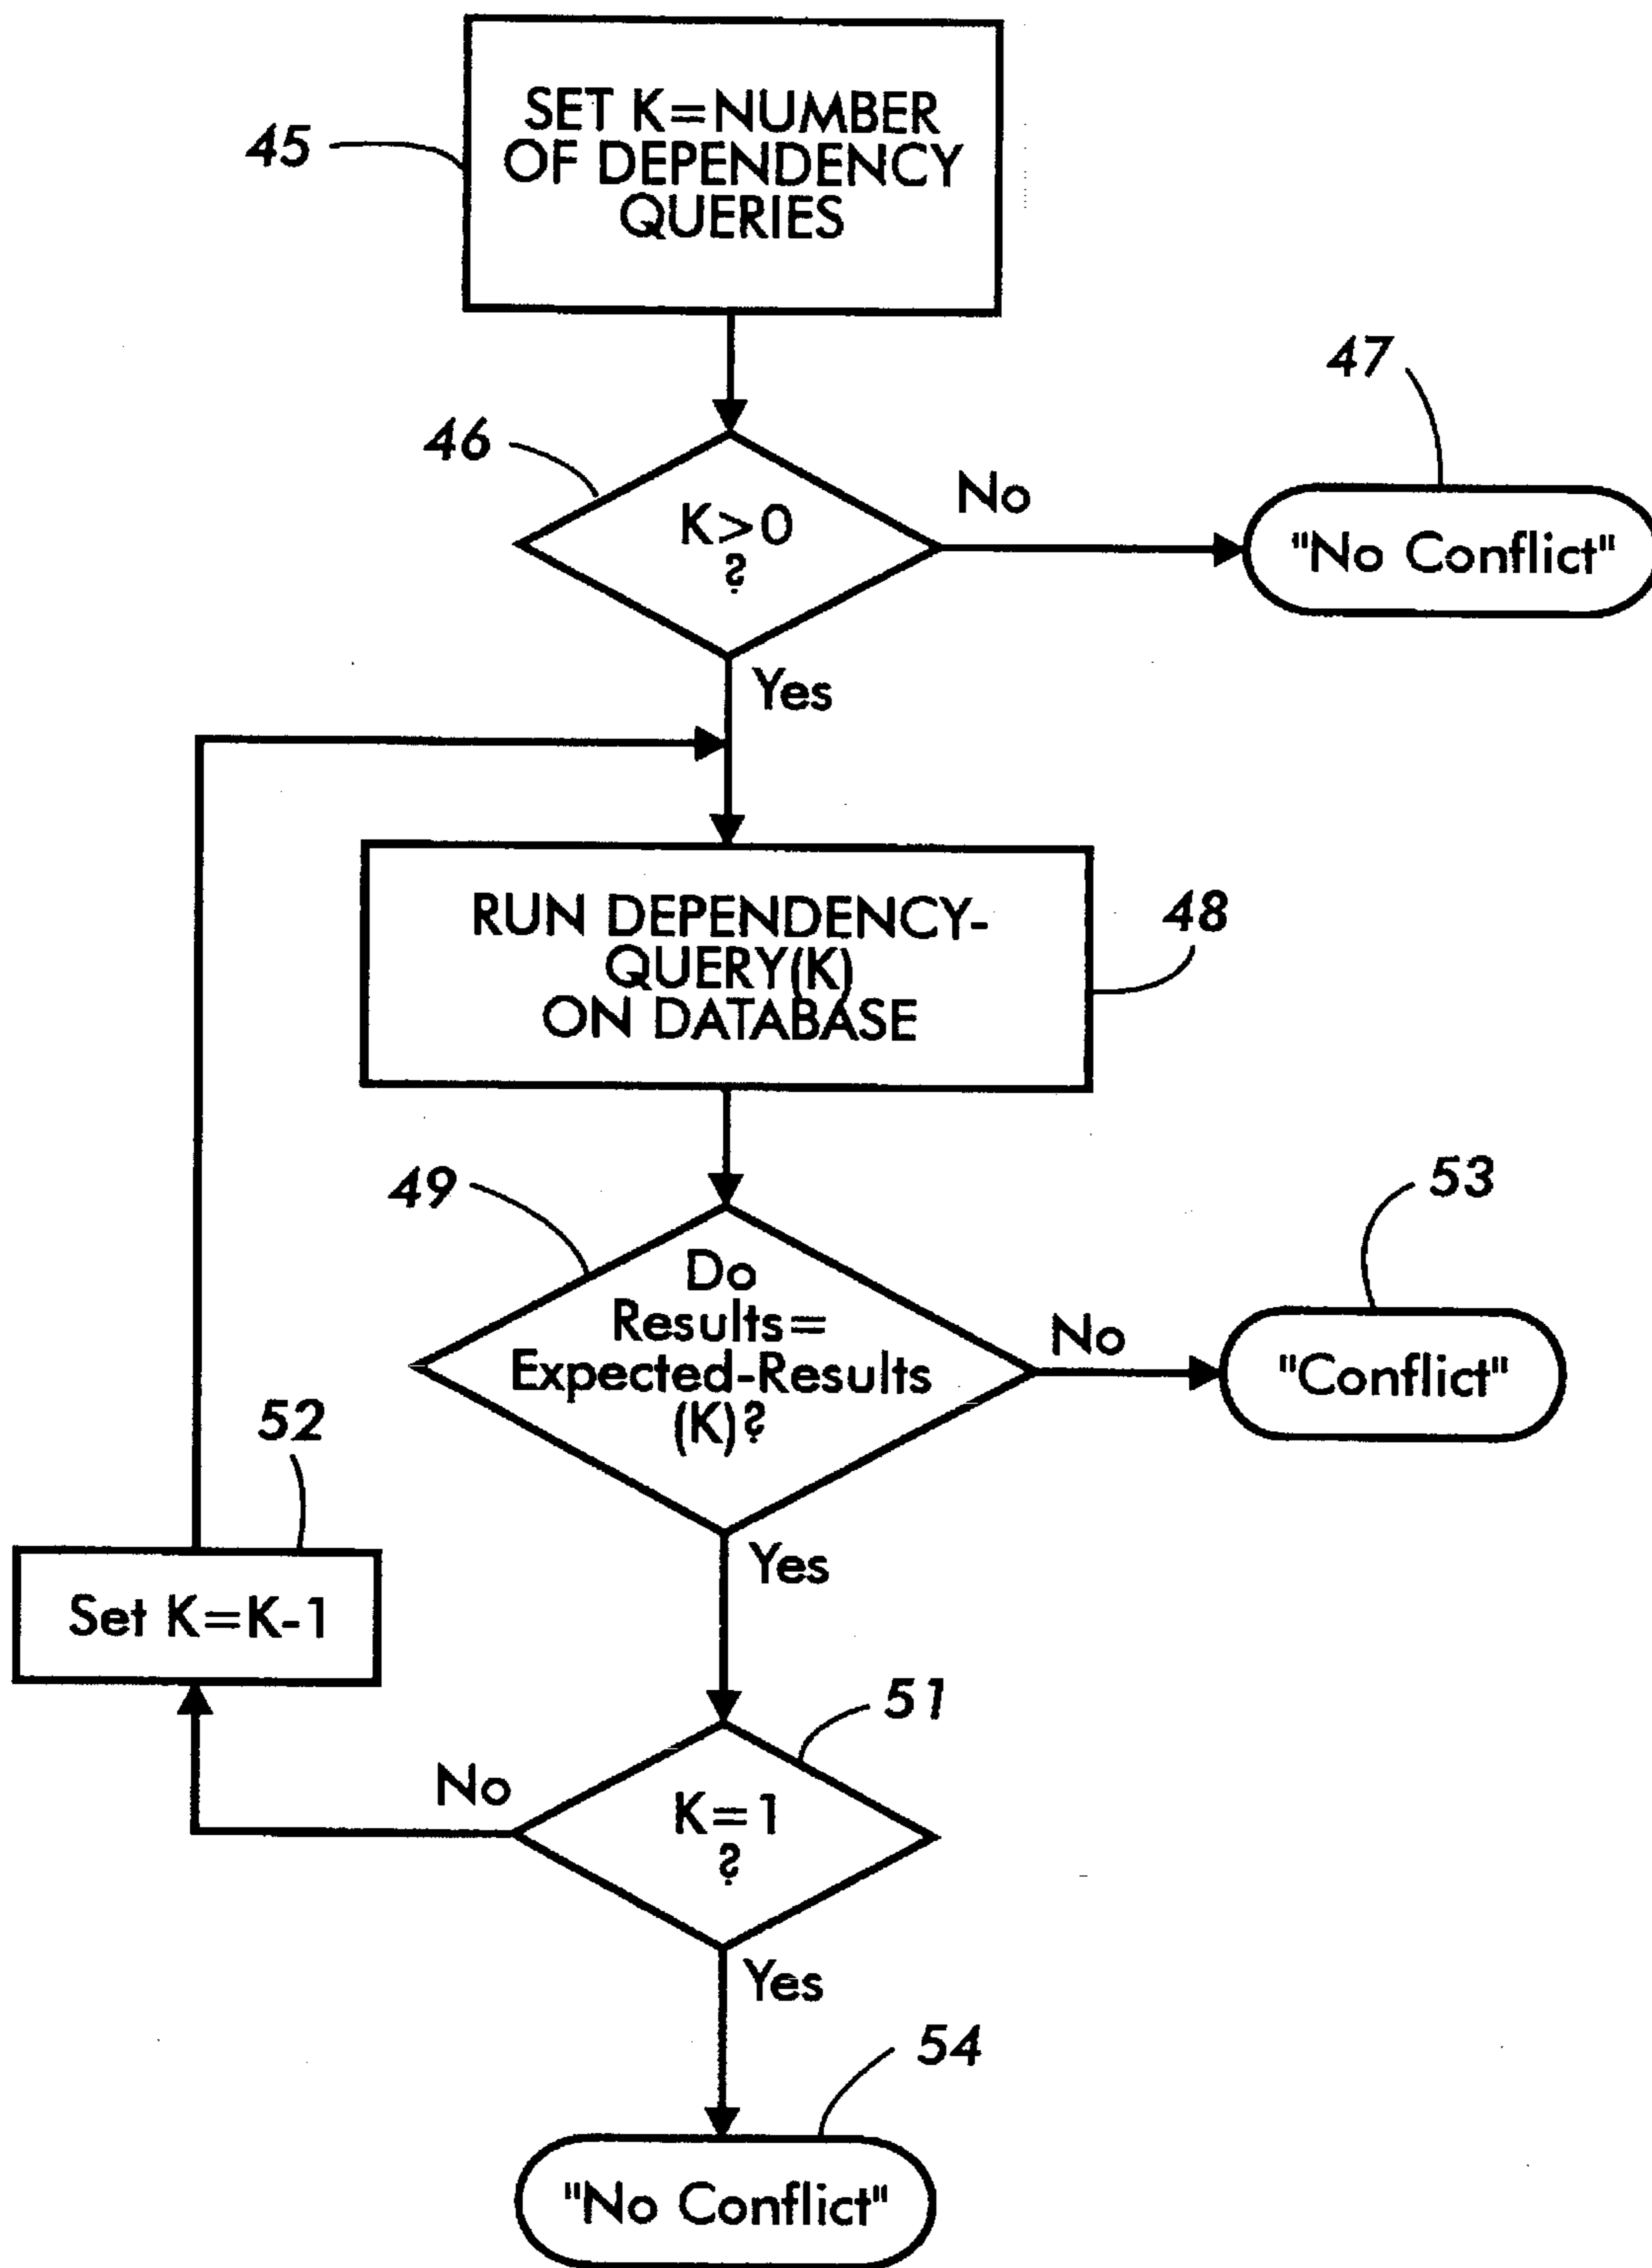 SET K=NUMBER
OF DEPENDENCY
QUERIES
45
47
46
K>0
?
No
"No Conflict"
Yes
RUN DEPENDENCY-
QUERY(K)
ON DATABASE
48
49
53
Do
Results=
Expected-Results
(K)?
No
"Conflict"
52
Yes
Set K=K-1
51
No
K=1
?
Yes
54
"No Conflict"